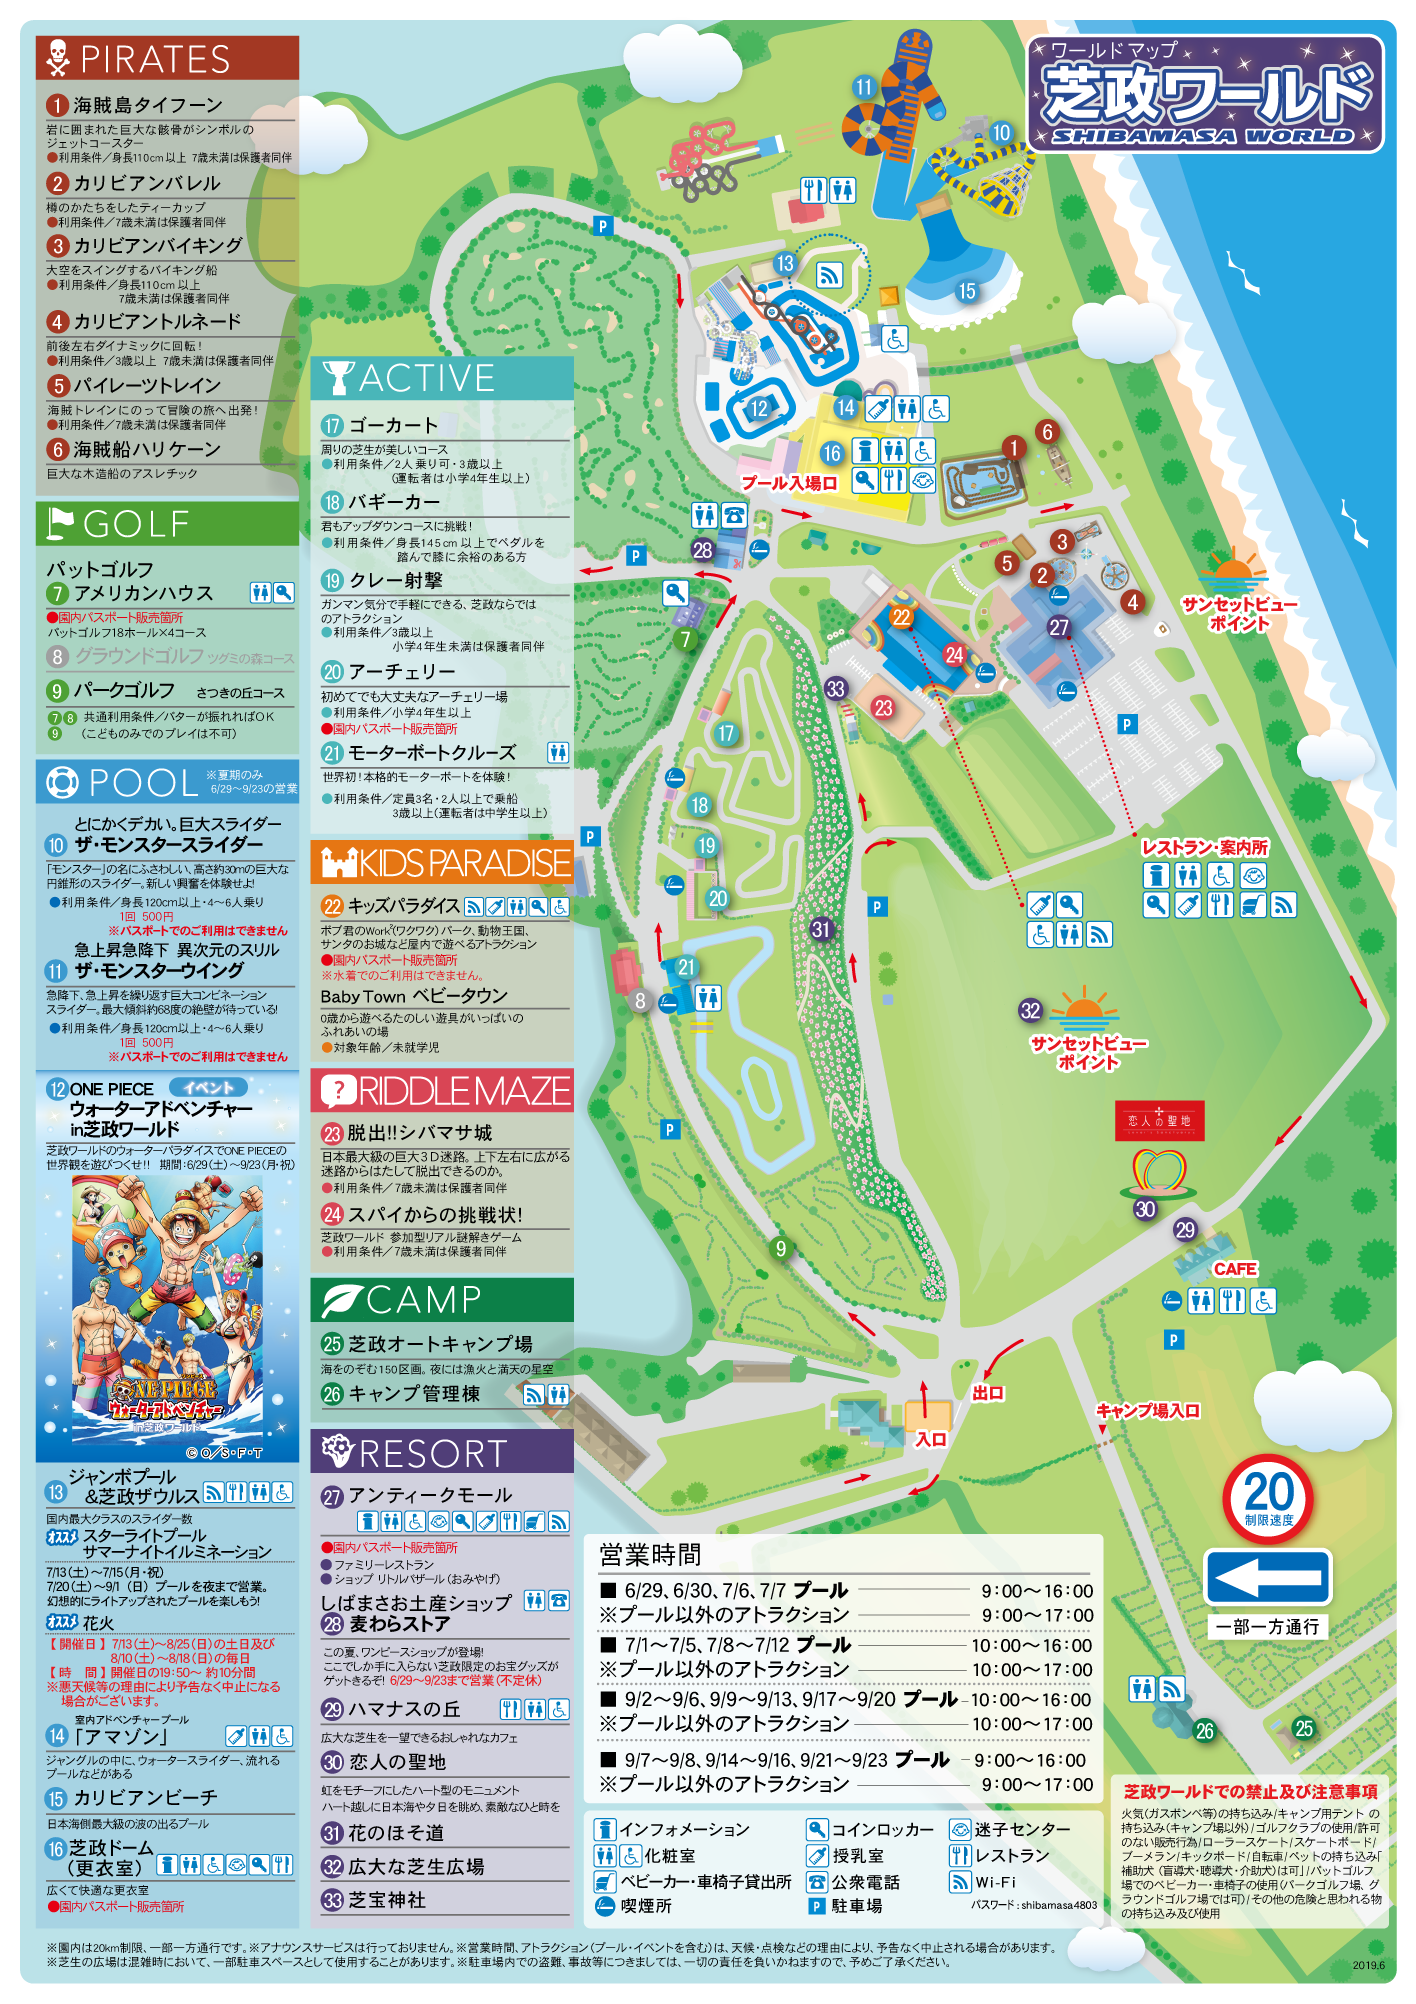 ワールドマップ
芝政ワールド
SHIBAMASA WORLD
PIRATES
1 海賊島タイフーン
岩に囲まれた巨大な骸骨がシンボルの
ジェットコースター
●利用条件／身長110cm以上 7歳未満は保護者同伴
2 カリビアンバレル
樽のかたちをしたティーカップ
●利用条件／7歳未満は保護者同伴
3 カリビアンバイキング
大空をスイングするバイキング船
●利用条件／身長110cm以上
7歳未満は保護者同伴
4 カリビアントルネード
前後左右ダイナミックに回転！
●利用条件／3歳以上 7歳未満は保護者同伴
5 パイレーツトレイン
海賊トレインにのって冒険の旅へ出発！
●利用条件／7歳未満は保護者同伴
6 海賊船ハリケーン
巨大な木造船のアスレチック
GOLF
パットゴルフ
7 アメリカンハウス
●園内パスポート販売箇所
パットゴルフ18ホール×4コース
8 グラウンドゴルフ ツグミの森コース
9 パークゴルフ さつきの丘コース
7 8 共通利用条件／パターが振れればOK
9 （こどものみでのプレイは不可）
POOL ※夏期のみ
6/29〜9/23の営業
とにかくデカい。巨大スライダー
10 ザ・モンスタースライダー
「モンスター」の名にふさわしい、高さ約30mの巨大な
円錐形のスライダー。新しい興奮を体験せよ!
●利用条件／身長120cm以上・4〜6人乗り
1回 500円
※パスポートでのご利用はできません
急上昇急降下 異次元のスリル
11 ザ・モンスターウイング
急降下、急上昇を繰り返す巨大コンビネーション
スライダー。最大傾斜約68度の絶壁が待っている!
●利用条件／身長120cm以上・4〜6人乗り
1回 500円
※パスポートでのご利用はできません
12 ONE PIECE イベント
ウォーターアドベンチャー
in芝政ワールド
芝政ワールドのウォーターパラダイスでONE PIECEの
世界観を遊びつくせ!! 期間：6/29（土）〜9/23（月・祝）
ONE PIECE
ウォーターアドベンチャー
in芝政ワールド
©O/S・F・T
13 ジャンボプール
&芝政ザウルス
国内最大クラスのスライダー数
オススメ スターライトプール
サマーナイトイルミネーション
7/13（土）〜7/15（月・祝）
7/20（土）〜9/1（日）プールを夜まで営業。
幻想的にライトアップされたプールを楽しもう!
オススメ 花火
【開催日】7/13（土）〜8/25（日）の土日及び
8/10（土）〜8/18（日）の毎日
【時　間】開催日の19:50〜 約10分間
※悪天候等の理由により予告なく中止になる
場合がございます。
室内アドベンチャープール
14 「アマゾン」
ジャングルの中に、ウォータースライダー、流れる
プールなどがある
15 カリビアンビーチ
日本海側最大級の波の出るプール
16 芝政ドーム
（更衣室）
広くて快適な更衣室
●園内パスポート販売箇所
ACTIVE
17 ゴーカート
周りの芝生が美しいコース
●利用条件／2人乗り可・3歳以上
（運転者は小学4年生以上）
18 バギーカー
君もアップダウンコースに挑戦！
●利用条件／身長145cm以上でペダルを
踏んで膝に余裕のある方
19 クレー射撃
ガンマン気分で手軽にできる、芝政ならでは
のアトラクション
●利用条件／3歳以上
小学4年生未満は保護者同伴
20 アーチェリー
初めてでも大丈夫なアーチェリー場
●利用条件／小学4年生以上
●園内パスポート販売箇所
21 モーターボートクルーズ
世界初！本格的モーターボートを体験！
●利用条件／定員3名・2人以上で乗船
3歳以上（運転者は中学生以上）
KIDS PARADISE
22 キッズパラダイス
ボブ君のWork²（ワクワク）パーク、動物王国、
サンタのお城など屋内で遊べるアトラクション
●園内パスポート販売箇所
※水着でのご利用はできません。
Baby Town ベビータウン
0歳から遊べるたのしい遊具がいっぱいの
ふれあいの場
●対象年齢／未就学児
RIDDLE MAZE
23 脱出!!シバマサ城
日本最大級の巨大3D迷路。上下左右に広がる
迷路からはたして脱出できるのか。
●利用条件／7歳未満は保護者同伴
24 スパイからの挑戦状!
芝政ワールド 参加型リアル謎解きゲーム
●利用条件／7歳未満は保護者同伴
CAMP
25 芝政オートキャンプ場
海をのぞむ150区画。夜には漁火と満天の星空
26 キャンプ管理棟
RESORT
27 アンティークモール
●園内パスポート販売箇所
●ファミリーレストラン
●ショップ リトルバザール（おみやげ）
しばまさお土産ショップ
28 麦わらストア
この夏、ワンピースショップが登場!
ここでしか手に入らない芝政限定のお宝グッズが
ゲットきるぞ! 6/29〜9/23まで営業（不定休）
29 ハマナスの丘
広大な芝生を一望できるおしゃれなカフェ
30 恋人の聖地
虹をモチーフにしたハート型のモニュメント
ハート越しに日本海や夕日を眺め、素敵なひと時を
31 花のほそ道
32 広大な芝生広場
33 芝宝神社
11
10
P
13
15
12
14
16
プール入場口
1
6
3
5
2
4
サンセットビュー
ポイント
28
P
7
22
24
27
33
23
P
17
18
19
20
P
レストラン・案内所
P
31
21
8
32
サンセットビュー
ポイント
P
恋人の聖地
30
29
CAFE
P
9
出口
入口
キャンプ場入口
20
制限速度
一部一方通行
26
25
営業時間
■ 6/29、6/30、7/6、7/7 プール 9:00〜16:00
※プール以外のアトラクション 9:00〜17:00
■ 7/1〜7/5、7/8〜7/12 プール 10:00〜16:00
※プール以外のアトラクション 10:00〜17:00
■ 9/2〜9/6、9/9〜9/13、9/17〜9/20 プール 10:00〜16:00
※プール以外のアトラクション 10:00〜17:00
■ 9/7〜9/8、9/14〜9/16、9/21〜9/23 プール 9:00〜16:00
※プール以外のアトラクション 9:00〜17:00
インフォメーション コインロッカー 迷子センター
化粧室 授乳室 レストラン
ベビーカー・車椅子貸出所 公衆電話 Wi-Fi
喫煙所 P 駐車場 パスワード：shibamasa4803
芝政ワールドでの禁止及び注意事項
火気（ガスボンベ等）の持ち込み/キャンプ用テント の
持ち込み（キャンプ場以外）/ゴルフクラブの使用/許可
のない販売行為/ローラースケート/スケートボード/
ブーメラン/キックボード/自転車/ペットの持ち込み「
補助犬（盲導犬・聴導犬・介助犬）は可」/パットゴルフ
場でのベビーカー・車椅子の使用（パークゴルフ場、グ
ラウンドゴルフ場では可）/その他の危険と思われる物
の持ち込み及び使用
※園内は20km制限、一部一方通行です。※アナウンスサービスは行っておりません。※営業時間、アトラクション（プール・イベントを含む）は、天候・点検などの理由により、予告なく中止される場合があります。
※芝生の広場は混雑時において、一部駐車スペースとして使用することがあります。※駐車場内での盗難、事故等につきましては、一切の責任を負いかねますので、予めご了承ください。
2019.6